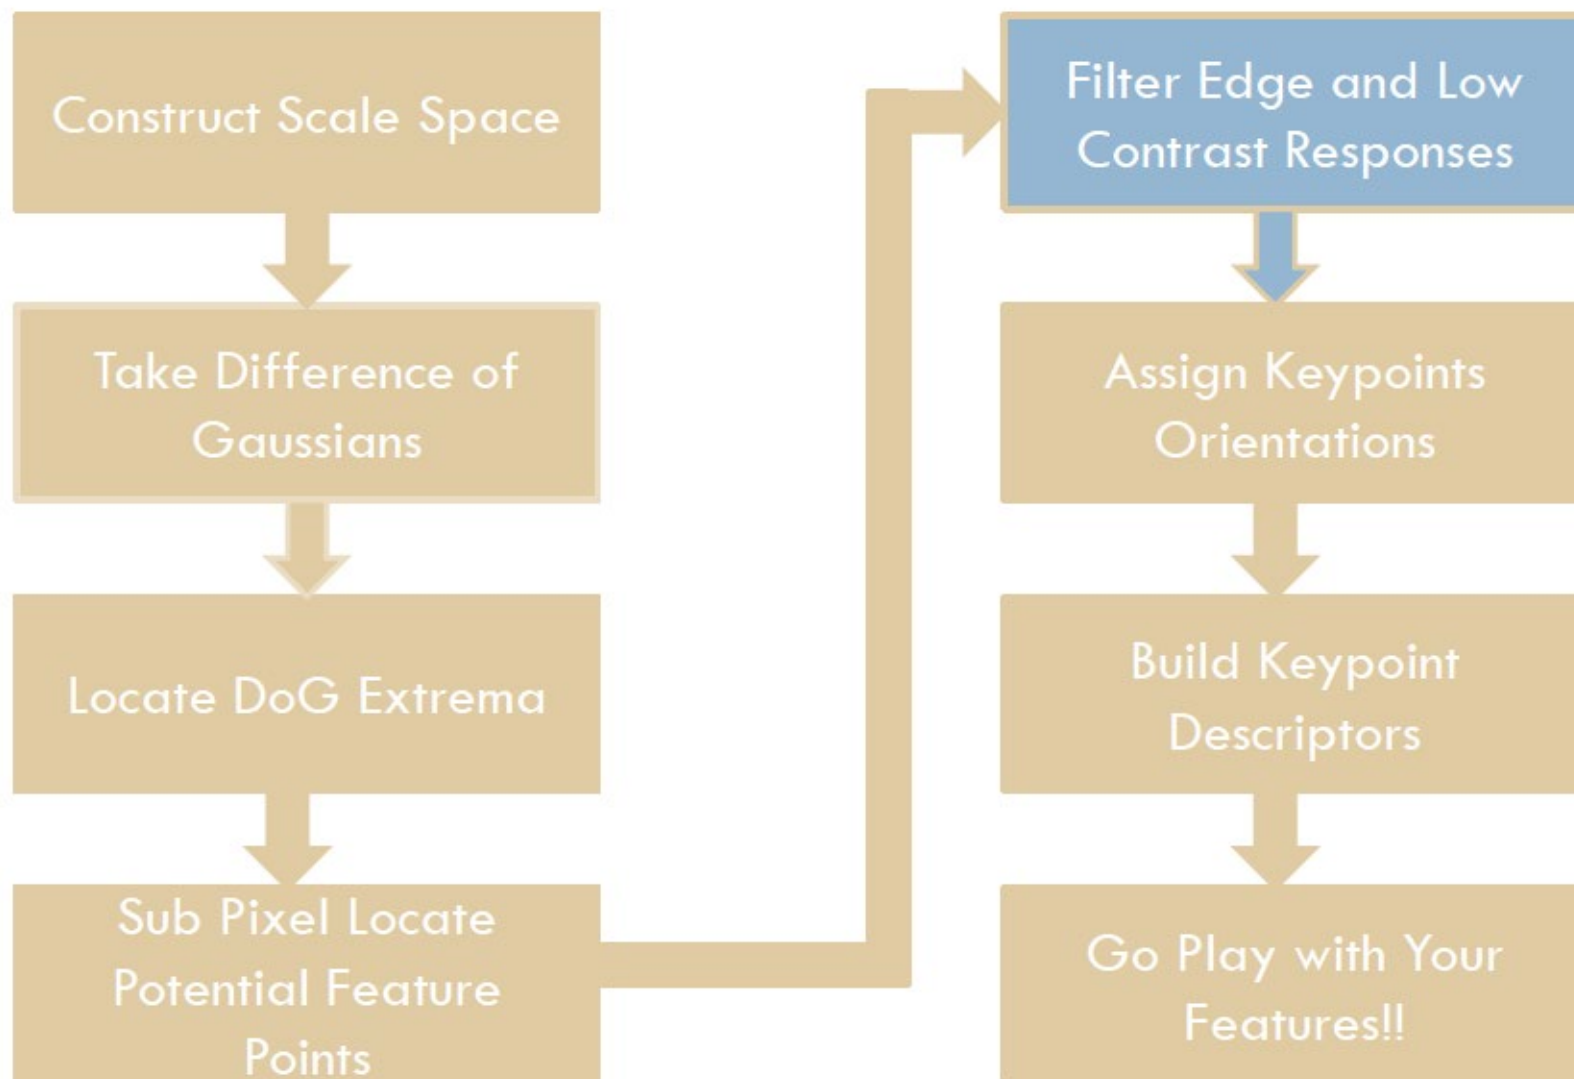 Construct Scale Space
Take Difference of
Gaussians
Locate DoG Extrema
Sub Pixel Locate
Potential Feature
Points
Filter Edge and Low
Contrast Responses
Assign Keypoints
Orientations
Build Keypoint
Descriptors
Go Play with Your
Features!!